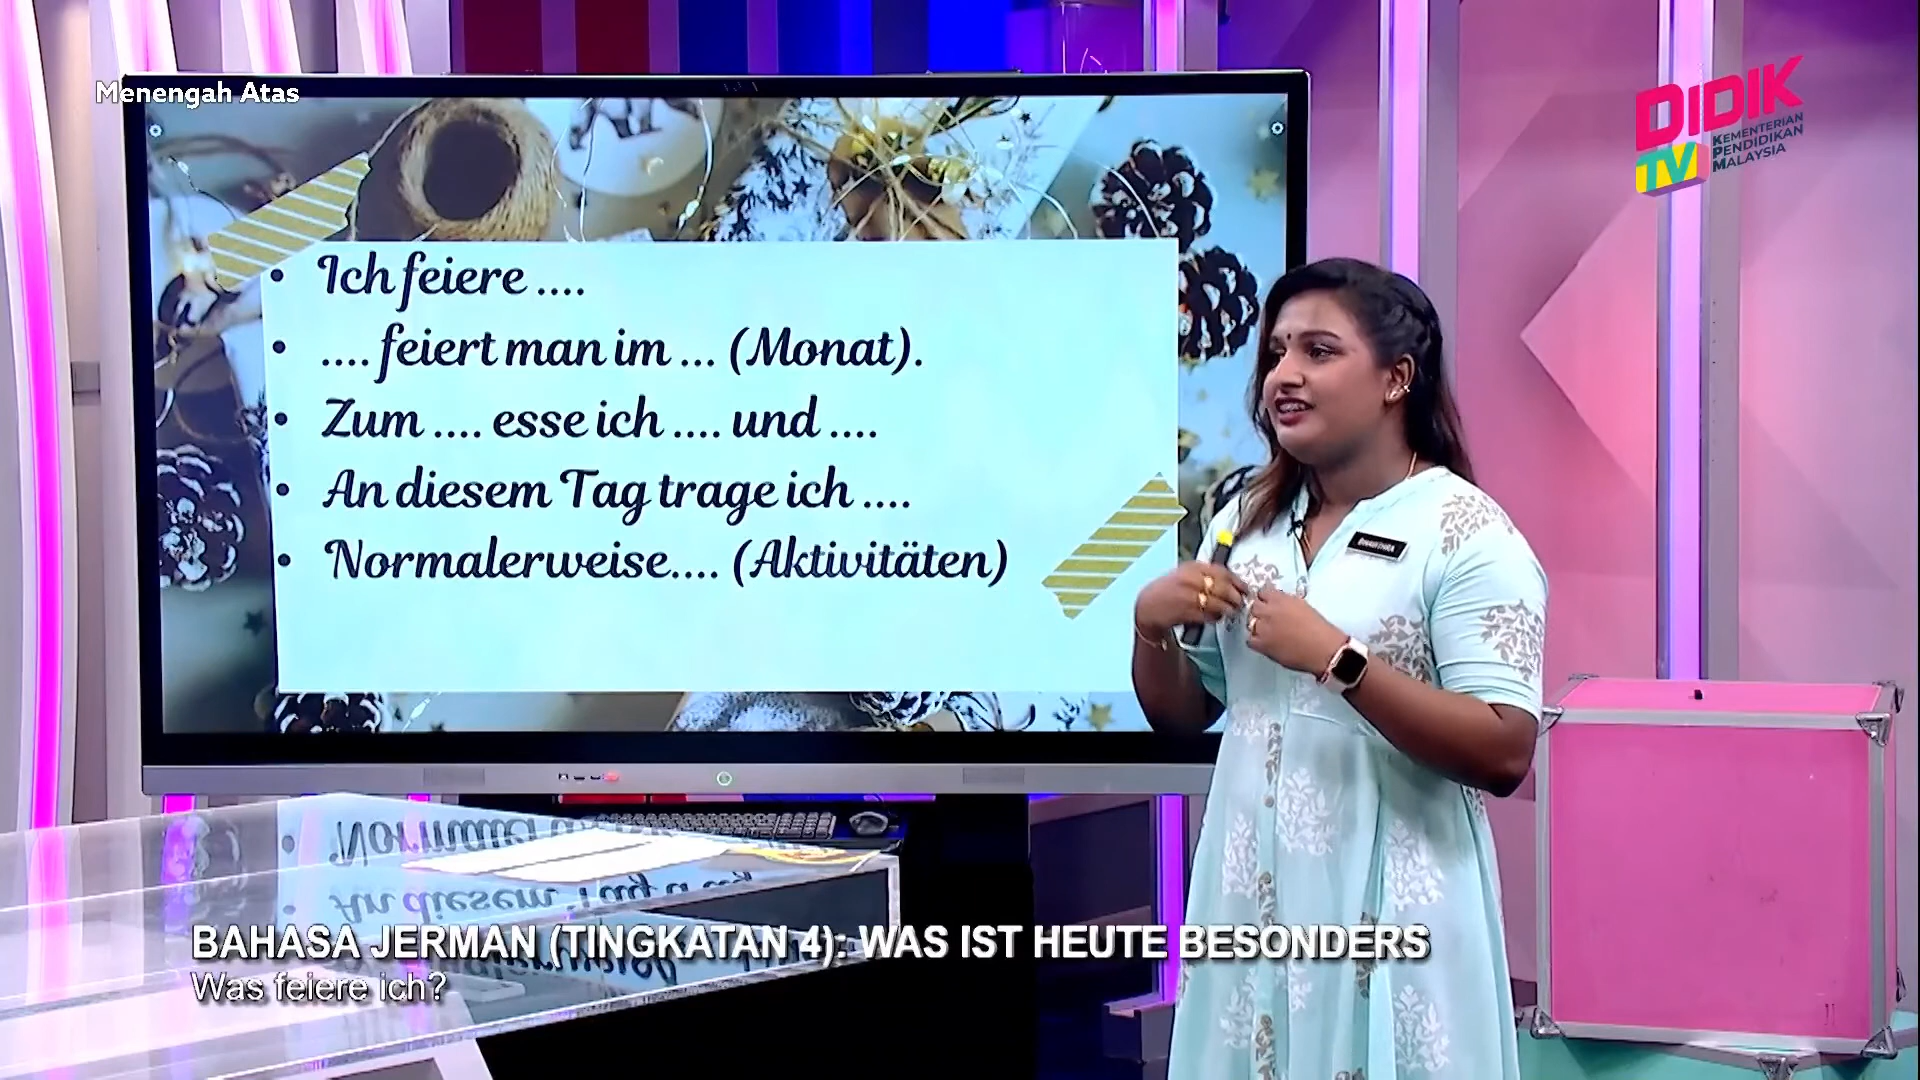 Menengah Atas
DIDIK
TV
KEMENTERIAN
PENDIDIKAN
MALAYSIA
• Ich feiere ....
• .... feiert man im ... (Monat).
• Zum .... esse ich .... und ....
• An diesem Tag trage ich ....
• Normalerweise.... (Aktivitäten)
BAHASA JERMAN (TINGKATAN 4): WAS IST HEUTE BESONDERS
Was feiere ich?